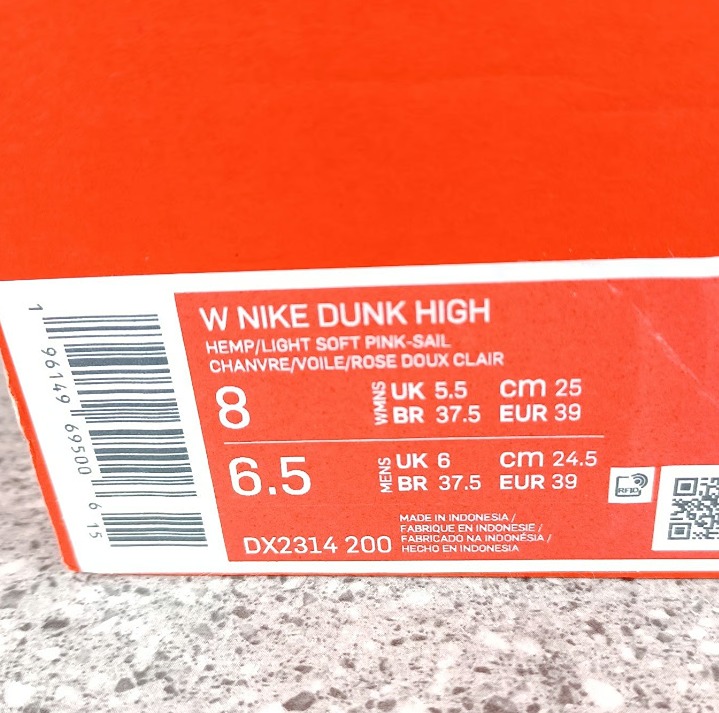 W NIKE DUNK HIGH
HEMP/LIGHT SOFT PINK-SAIL
CHANVRE/VOILE/ROSE DOUX CLAIR
8 WMNS UK 5.5 cm 25
BR 37.5 EUR 39
6.5 MENS UK 6 cm 24.5
BR 37.5 EUR 39
RFID
DX2314 200
MADE IN INDONESIA /
FABRIQUE EN INDONESIE /
FABRICADO NA INDONÉSIA /
HECHO EN INDONESIA
1 96149 69500 6 15